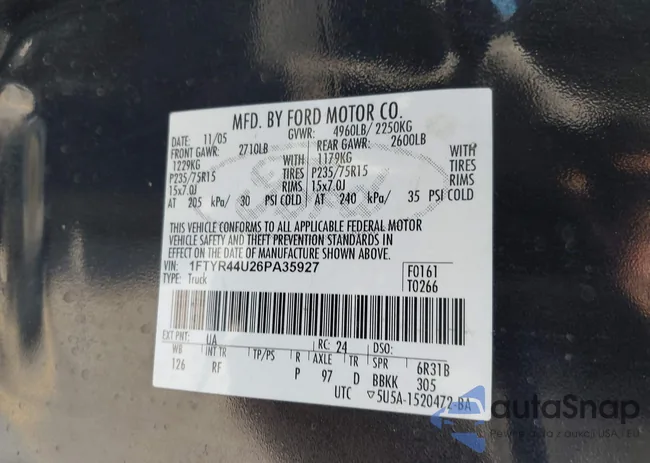 MFD. BY FORD MOTOR CO.
DATE: 11/05 GVWR: 4960LB/ 2250KG
FRONT GAWR: 2710LB REAR GAWR: 2600LB
1229KG WITH 1179KG WITH
P235/75R15 TIRES P235/75R15 TIRES
15x7.0J RIMS 15x7.0J RIMS
AT 205 kPa/ 30 PSI COLD AT 240 kPa/ 35 PSI COLD
THIS VEHICLE CONFORMS TO ALL APPLICABLE FEDERAL MOTOR
VEHICLE SAFETY AND THEFT PREVENTION STANDARDS IN
EFFECT ON THE DATE OF MANUFACTURE SHOWN ABOVE.
VIN: 1FTYR44U26PA35927 F0161
TYPE: Truck T0266
EXT PNT: UA RC: 24 DSO:
WB INT TR TP/PS R AXLE TR SPR 6R31B
126 RF P 97 D BBKK 305
UTC ▽5U5A-1520472-BA
autaSnap
Pewne auta z aukcji USA i EU